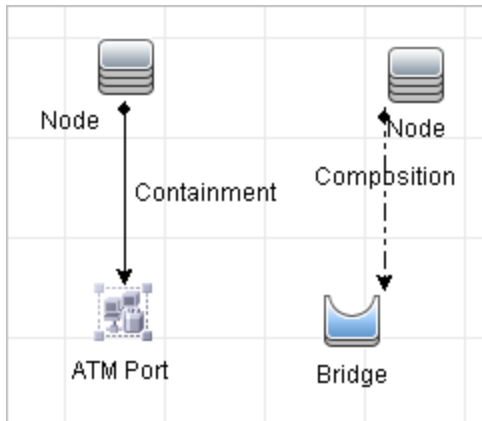 Node
Node
Containment
Composition
ATM Port
Bridge